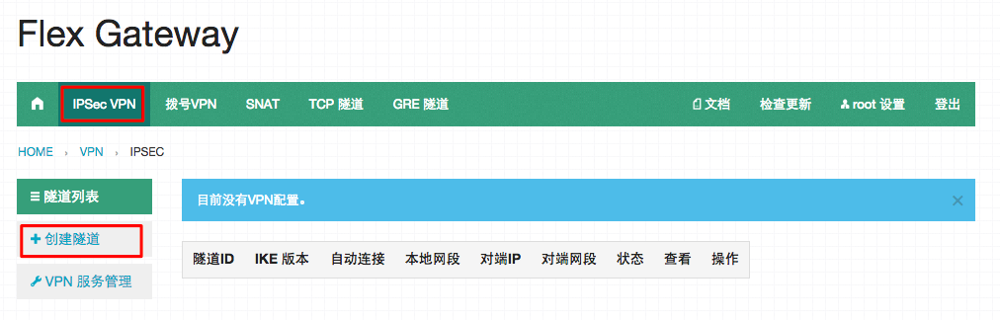 Flex Gateway
IPSec VPN 拨号VPN SNAT TCP 隧道 GRE 隧道 文档 检查更新 root 设置 登出
HOME › VPN › IPSEC
隧道列表
目前没有VPN配置。 ×
创建隧道
隧道ID IKE 版本 自动连接 本地网段 对端IP 对端网段 状态 查看 操作
VPN 服务管理